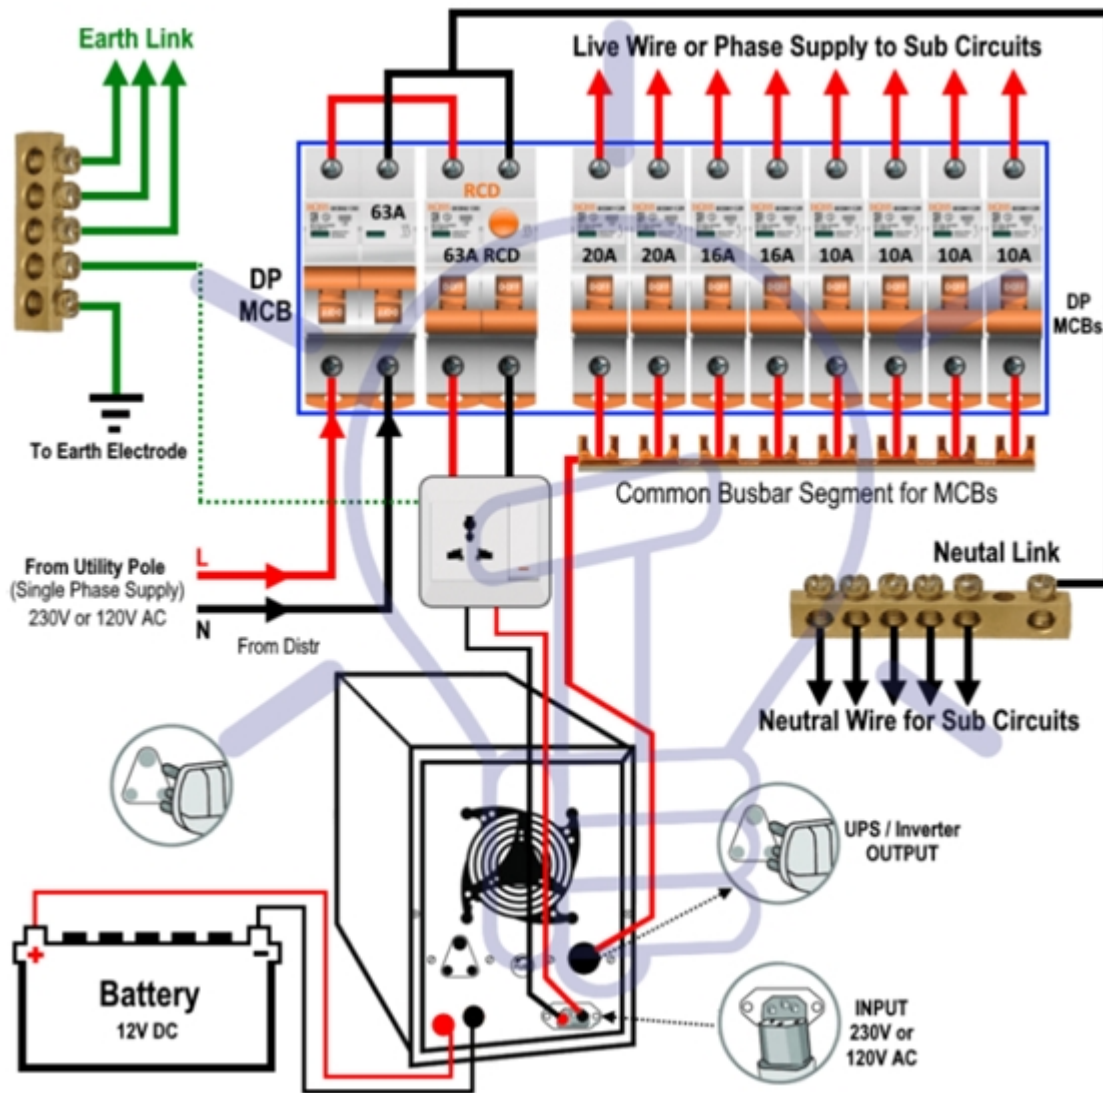 Earth Link
Live Wire or Phase Supply to Sub Circuits
RCD
63A
63A RCD
20A
20A
16A
16A
10A
10A
10A
10A
DP
MCB
DP
MCBs
To Earth Electrode
Common Busbar Segment for MCBs
From Utility Pole
(Single Phase Supply)
230V or 120V AC
L
N
From Distr
Neutal Link
Neutral Wire for Sub Circuits
UPS / Inverter
OUTPUT
+
-
Battery
12V DC
INPUT
230V or
120V AC